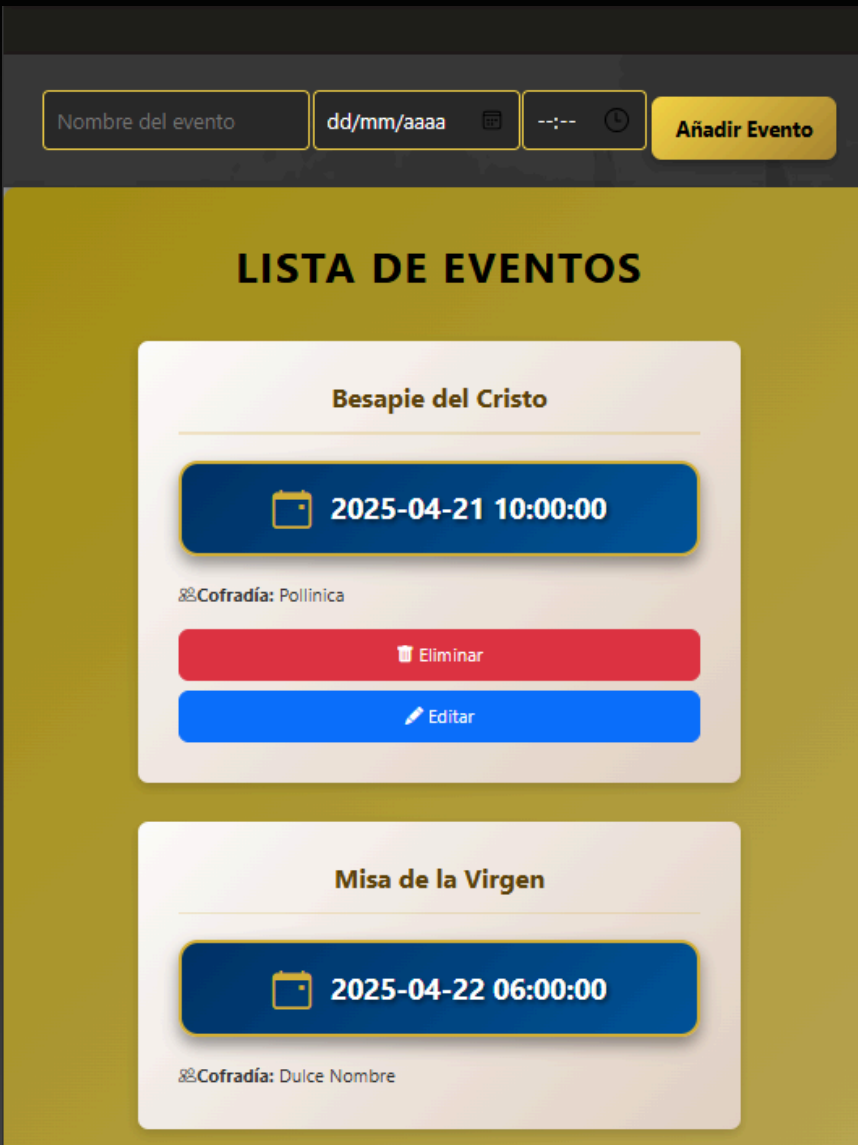 Nombre del evento dd/mm/aaaa --:-- Añadir Evento
LISTA DE EVENTOS
Besapie del Cristo
2025-04-21 10:00:00
Cofradía: Pollinica
Eliminar
Editar
Misa de la Virgen
2025-04-22 06:00:00
Cofradía: Dulce Nombre